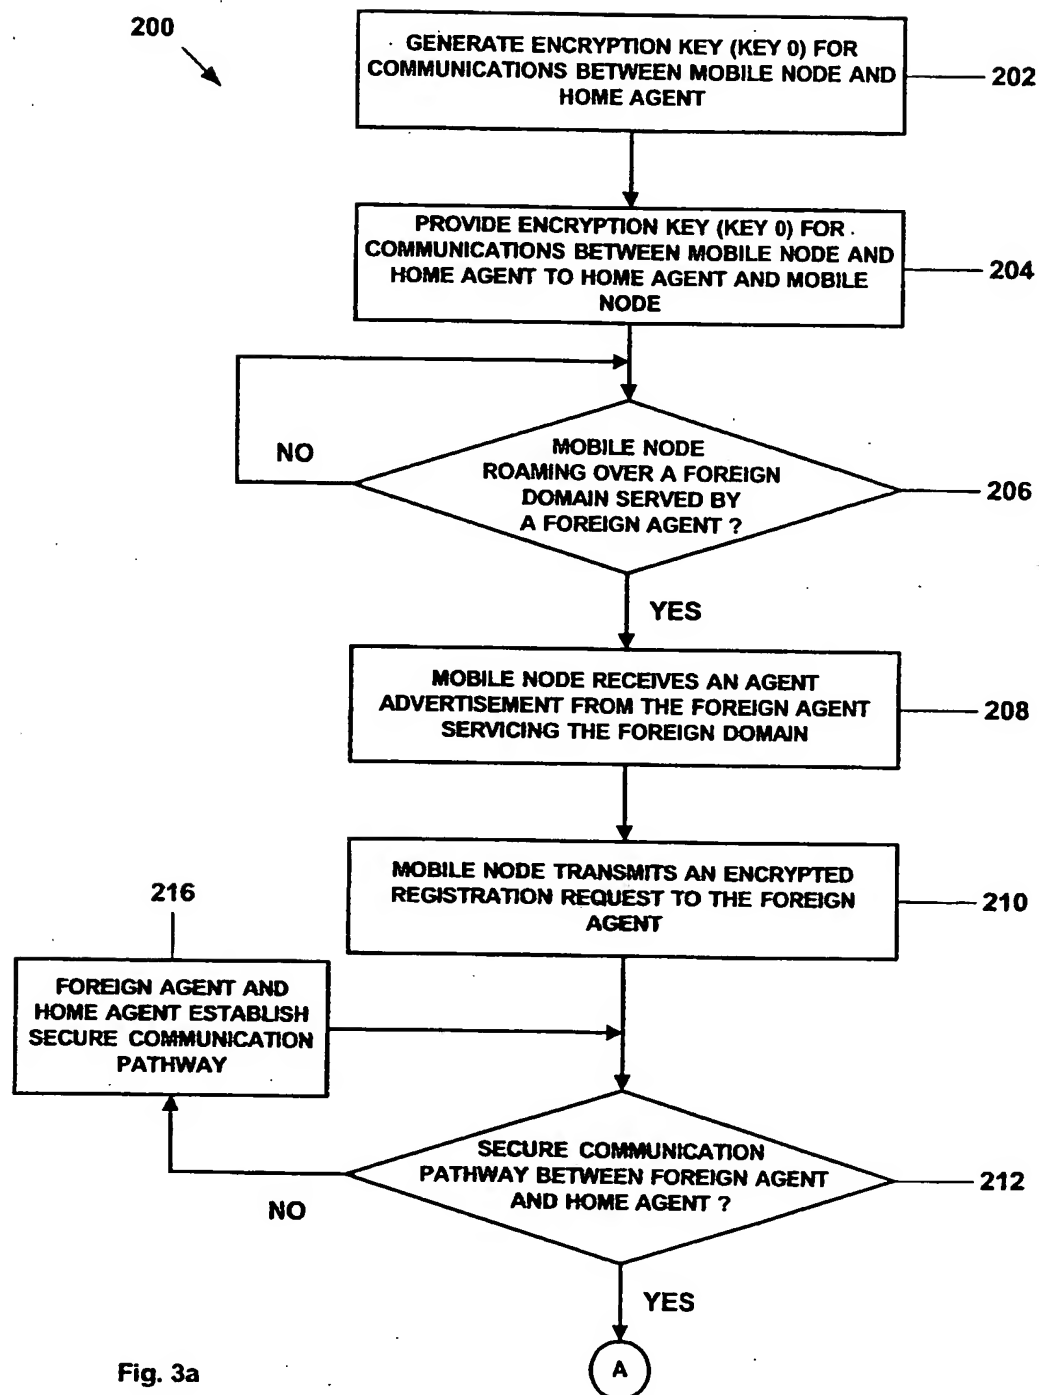 200
GENERATE ENCRYPTION KEY (KEY 0) FOR
COMMUNICATIONS BETWEEN MOBILE NODE AND
HOME AGENT
202
PROVIDE ENCRYPTION KEY (KEY 0) FOR
COMMUNICATIONS BETWEEN MOBILE NODE AND
HOME AGENT TO HOME AGENT AND MOBILE
NODE
204
NO
MOBILE NODE
ROAMING OVER A FOREIGN
DOMAIN SERVED BY
A FOREIGN AGENT ?
206
YES
MOBILE NODE RECEIVES AN AGENT
ADVERTISEMENT FROM THE FOREIGN AGENT
SERVICING THE FOREIGN DOMAIN
208
MOBILE NODE TRANSMITS AN ENCRYPTED
REGISTRATION REQUEST TO THE FOREIGN
AGENT
210
216
FOREIGN AGENT AND
HOME AGENT ESTABLISH
SECURE COMMUNICATION
PATHWAY
SECURE COMMUNICATION
PATHWAY BETWEEN FOREIGN AGENT
AND HOME AGENT ?
212
NO
YES
A
Fig. 3a